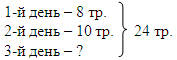 1-й день – 8 тр.
2-й день – 10 тр.
3-й день – ?
24 тр.